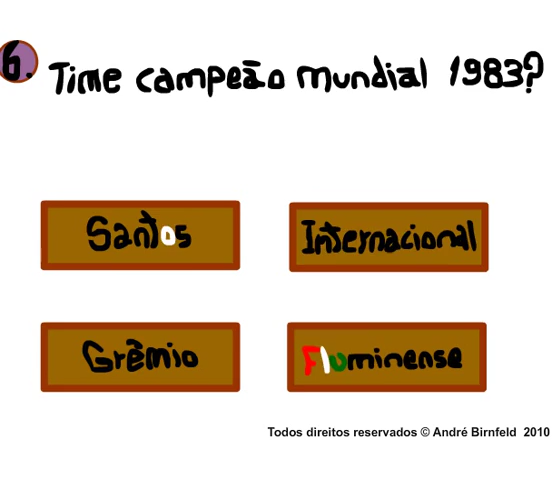 6. Time campeão mundial 1983?
Santos
Internacional
Grêmio
Fluminense
Todos direitos reservados © André Birnfeld 2010